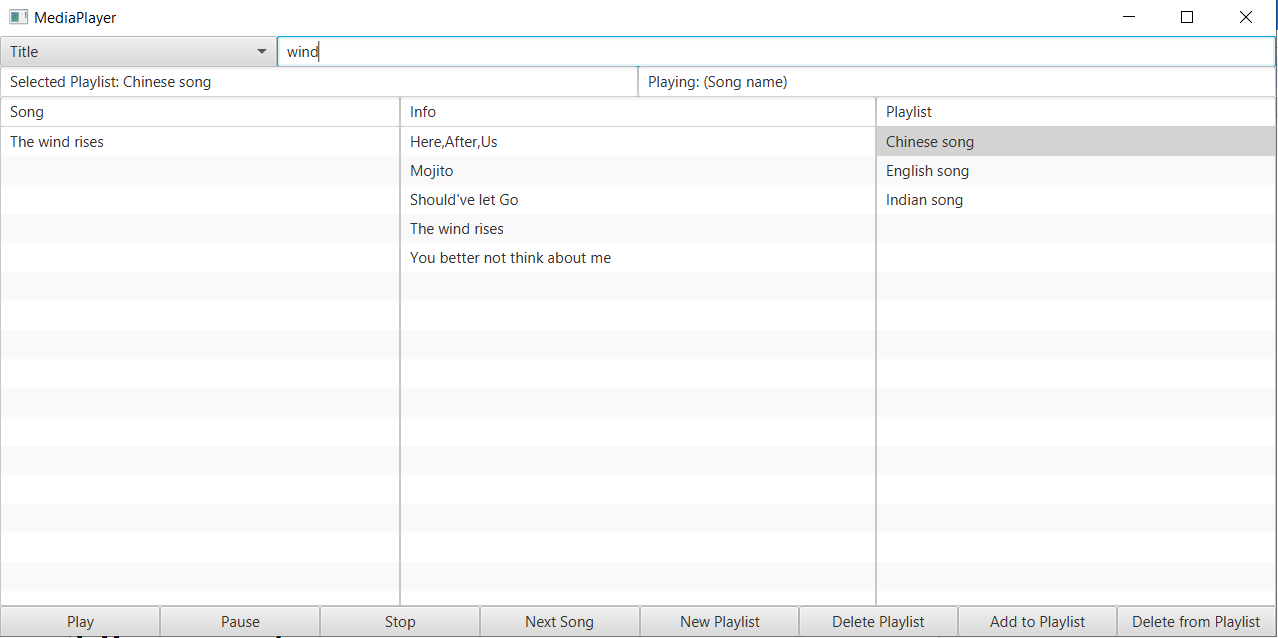 MediaPlayer
Title wind
Selected Playlist: Chinese song Playing: (Song name)
Song Info Playlist
The wind rises Here,After,Us Chinese song
Mojito English song
Should've let Go Indian song
The wind rises
You better not think about me
Play Pause Stop Next Song New Playlist Delete Playlist Add to Playlist Delete from Playlist